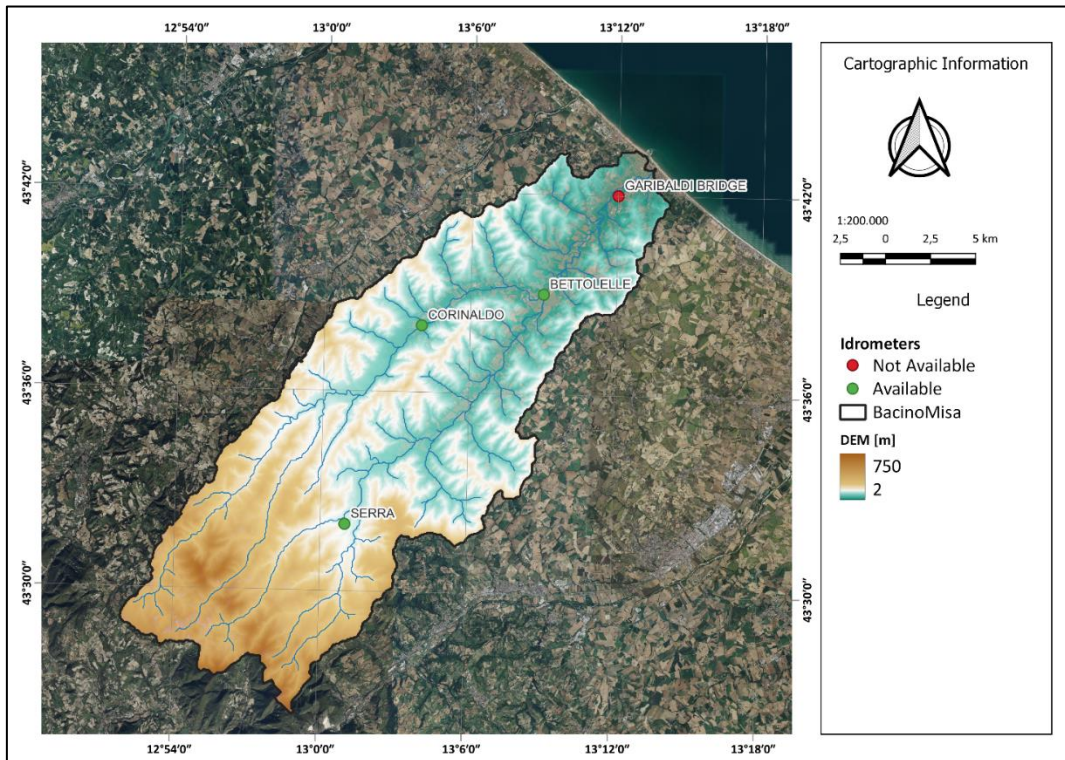 12°54'0"
13°0'0"
13°6'0"
13°12'0"
13°18'0"
43°42'0"
43°42'0"
43°36'0"
43°36'0"
43°30'0"
43°30'0"
GARIBALDI BRIDGE
BETTOLELLE
CORINALDO
SERRA
12°54'0"
13°0'0"
13°6'0"
13°12'0"
13°18'0"
Cartographic Information
1:200.000
2,5 0 2,5 5 km
Legend
Idrometers
Not Available
Available
BacinoMisa
DEM [m]
750
2